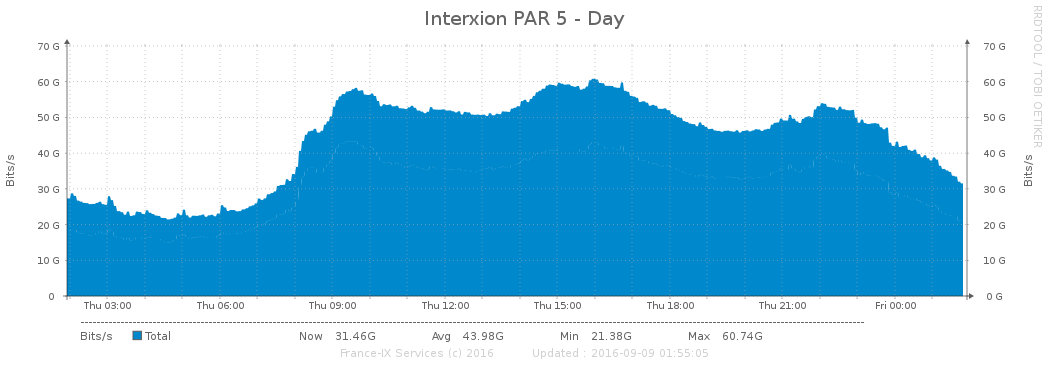 Interxion PAR 5 - Day
RRDTOOL / TOBI OETIKER
70 G 70 G
60 G 60 G
50 G 50 G
40 G 40 G
30 G 30 G
20 G 20 G
10 G 10 G
0 0 G
Bits/s
Bits/s
Thu 03:00 Thu 06:00 Thu 09:00 Thu 12:00 Thu 15:00 Thu 18:00 Thu 21:00 Fri 00:00
Bits/s Total Now 31.46G Avg 43.98G Min 21.38G Max 60.74G
France-IX Services (c) 2016 Updated : 2016-09-09 01:55:05